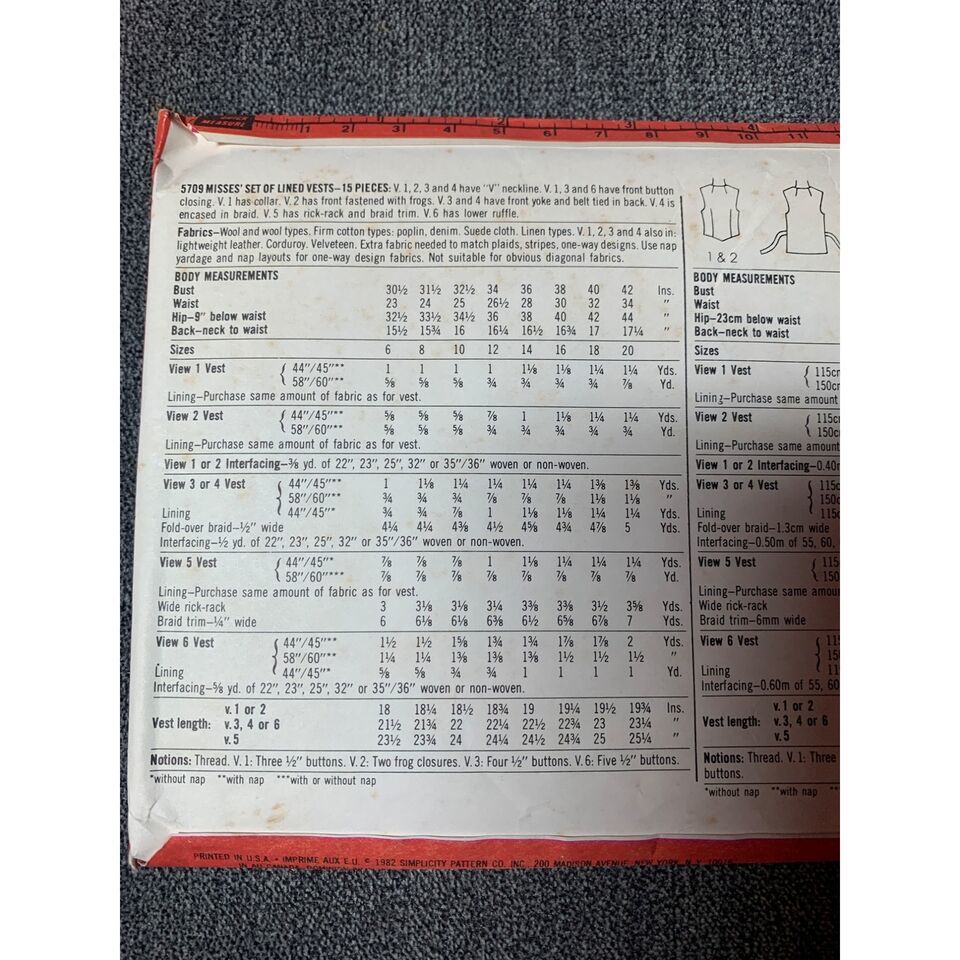 1 2 3 4 5 6 7 8 9 10 11
5709 MISSES' SET OF LINED VESTS—15 PIECES: V. 1, 2, 3 and 4 have "V" neckline. V. 1, 3 and 6 have front button
closing. V. 1 has collar. V. 2 has front fastened with frogs. V. 3 and 4 have front yoke and belt tied in back. V. 4 is
encased in braid. V. 5 has rick-rack and braid trim. V. 6 has lower ruffle.
Fabrics—Wool and wool types. Firm cotton types: poplin, denim. Suede cloth. Linen types. V. 1, 2, 3 and 4 also in:
lightweight leather. Corduroy. Velveteen. Extra fabric needed to match plaids, stripes, one-way designs. Use nap
yardage and nap layouts for one-way design fabrics. Not suitable for obvious diagonal fabrics.
BODY MEASUREMENTS
Bust 30½ 31½ 32½ 34 36 38 40 42 Ins.
Waist 23 24 25 26½ 28 30 32 34 "
Hip—9" below waist 32½ 33½ 34½ 36 38 40 42 44 "
Back—neck to waist 15½ 15¾ 16 16¼ 16½ 16¾ 17 17¼ "
Sizes 6 8 10 12 14 16 18 20
View 1 Vest { 44"/45"** 1 1 1 1 1⅛ 1⅛ 1¼ 1¼ Yds.
58"/60"** ⅝ ⅝ ⅝ ¾ ¾ ¾ ¾ ⅞ Yd.
Lining—Purchase same amount of fabric as for vest.
View 2 Vest { 44"/45"** ⅝ ⅝ ⅝ ⅞ 1 1⅛ 1¼ 1¼ Yds.
58"/60"** ⅝ ⅝ ⅝ ¾ ¾ ¾ ¾ ¾ Yd.
Lining—Purchase same amount of fabric as for vest.
View 1 or 2 Interfacing—⅜ yd. of 22", 23", 25", 32" or 35"/36" woven or non-woven.
View 3 or 4 Vest { 44"/45"** 1 1⅛ 1¼ 1¼ 1¼ 1¼ 1⅜ 1⅜ Yds.
58"/60"** ¾ ¾ ¾ ⅞ ⅞ ⅞ 1⅛ 1⅛ "
Lining 44"/45"* ¾ ¾ ⅞ 1 1⅛ 1⅛ 1¼ 1¼ Yds.
Fold-over braid—½" wide 4¼ 4¼ 4⅜ 4½ 4⅝ 4¾ 4⅞ 5 Yds.
Interfacing—½ yd. of 22", 23", 25", 32" or 35"/36" woven or non-woven.
View 5 Vest { 44"/45"* ⅞ ⅞ ⅞ 1 1⅛ 1¼ 1¼ 1¼ Yds.
58"/60"*** ⅞ ⅞ ⅞ ⅞ ⅞ ⅞ ⅞ ⅞ Yd.
Lining—Purchase same amount of fabric as for vest.
Wide rick-rack 3 3⅛ 3⅛ 3¼ 3⅜ 3⅜ 3½ 3⅝ Yds.
Braid trim—¼" wide 6 6⅛ 6⅛ 6⅜ 6½ 6⅝ 6⅞ 7 Yds.
View 6 Vest { 44"/45"** 1½ 1½ 1⅝ 1¾ 1¾ 1⅞ 1⅞ 2 Yds.
58"/60"** 1¼ 1¼ 1⅜ 1⅜ 1⅜ 1½ 1½ 1½ "
Lining 44"/45"* ⅝ ⅝ ¾ ¾ 1 1 1 1 Yd.
Interfacing—⅝ yd. of 22", 23", 25", 32" or 35"/36" woven or non-woven.
v. 1 or 2 18 18¼ 18½ 18¾ 19 19¼ 19½ 19¾ Ins.
Vest length: v. 3, 4 or 6 21½ 21¾ 22 22¼ 22½ 22¾ 23 23¼ "
v. 5 23½ 23¾ 24 24¼ 24½ 24¾ 25 25¼ "
Notions: Thread. V. 1: Three ½" buttons. V. 2: Two frog closures. V. 3: Four ½" buttons. V. 6: Five ½" buttons.
*without nap **with nap ***with or without nap
1 & 2
BODY MEASUREMENTS
Bust
Waist
Hip—23cm below waist
Back—neck to waist
Sizes
View 1 Vest { 115cm
150cm
Lining—Purchase same amount
View 2 Vest { 115cm
150c
Lining—Purchase same amount
View 1 or 2 Interfacing—0.40m
View 3 or 4 Vest { 115c
150c
Lining 115c
Fold-over braid—1.3cm wide
Interfacing—0.50m of 55, 60,
View 5 Vest { 115
150
Lining—Purchase same amoun
Wide rick-rack
Braid trim—6mm wide
View 6 Vest { 115
15
Lining 11
Interfacing—0.60m of 55, 60
v. 1 or 2
Vest length: v. 3, 4 or 6
v. 5
Notions: Thread. V. 1: Three
buttons.
*without nap **with nap **
PRINTED IN U.S.A. • IMPRIME AUX E.U. © 1982 SIMPLICITY PATTERN CO. INC. 200 MADISON AVENUE, NEW YORK, N.Y. 10016